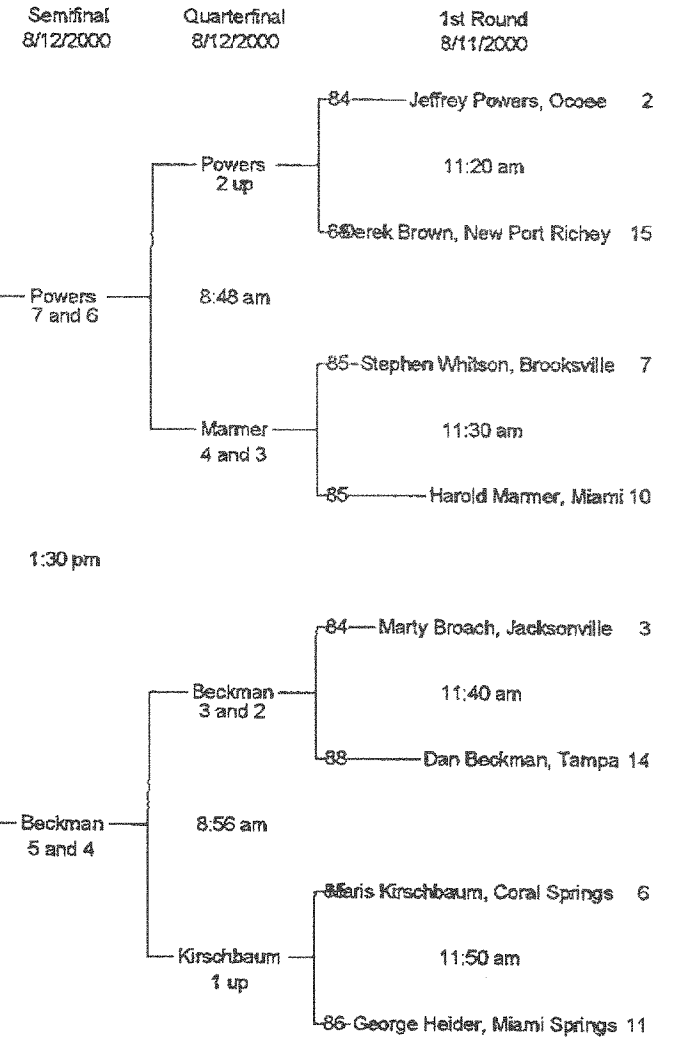 Semifinal Quarterfinal 1st Round
8/12/2000 8/12/2000 8/11/2000
84 Jeffrey Powers, Ocoee 2
Powers 11:20 am
2 up
Derek Brown, New Port Richey 15
Powers 8:48 am
7 and 6
85 Stephen Whitson, Brooksville 7
Marmer 11:30 am
4 and 3
85 Harold Marmer, Miami 10
1:30 pm
84 Marty Broach, Jacksonville 3
Beckman 11:40 am
3 and 2
88 Dan Beckman, Tampa 14
Beckman 8:56 am
5 and 4
Kirschbaum, Coral Springs 6
Kirschbaum 11:50 am
1 up
86 George Heider, Miami Springs 11